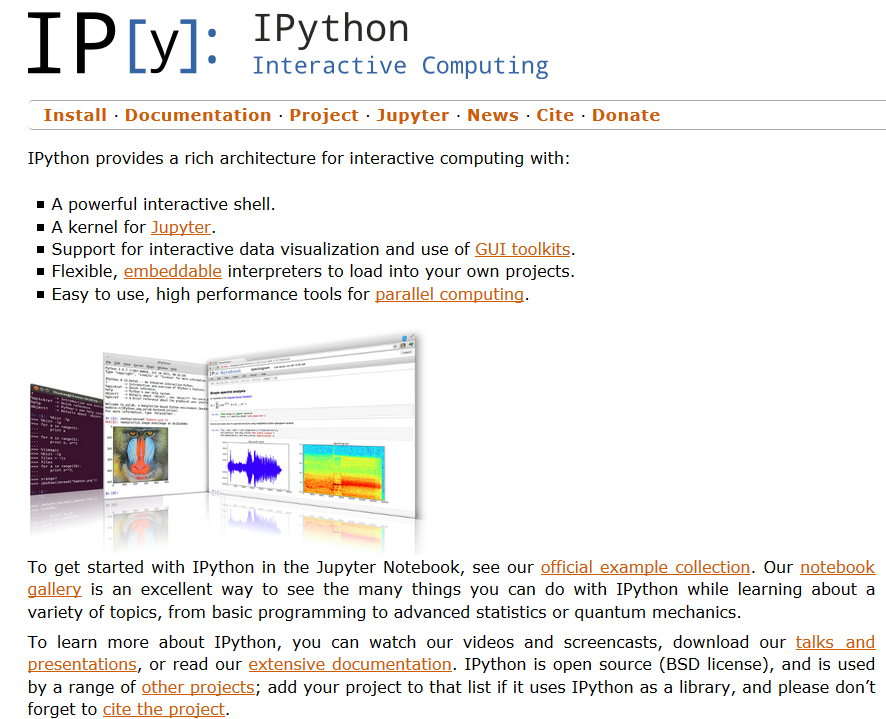 IP[y]:
IPython
Interactive Computing
Install · Documentation · Project · Jupyter · News · Cite · Donate
IPython provides a rich architecture for interactive computing with:
A powerful interactive shell.
A kernel for Jupyter.
Support for interactive data visualization and use of GUI toolkits.
Flexible, embeddable interpreters to load into your own projects.
Easy to use, high performance tools for parallel computing.
To get started with IPython in the Jupyter Notebook, see our official example collection. Our notebook
gallery is an excellent way to see the many things you can do with IPython while learning about a
variety of topics, from basic programming to advanced statistics or quantum mechanics.
To learn more about IPython, you can watch our videos and screencasts, download our talks and
presentations, or read our extensive documentation. IPython is open source (BSD license), and is used
by a range of other projects; add your project to that list if it uses IPython as a library, and please don’t
forget to cite the project.